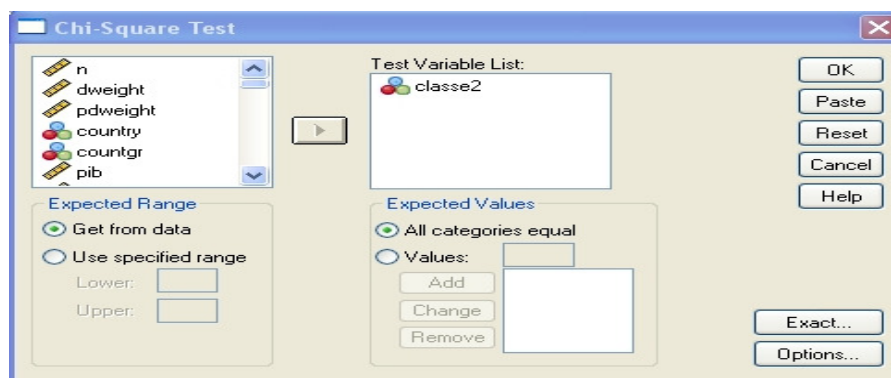 Chi-Square Test
n
dweight
pdweight
country
countgr
pib
Test Variable List:
classe2
OK
Paste
Reset
Cancel
Help
Expected Range
Get from data
Use specified range
Lower:
Upper:
Expected Values
All categories equal
Values:
Add
Change
Remove
Exact...
Options...